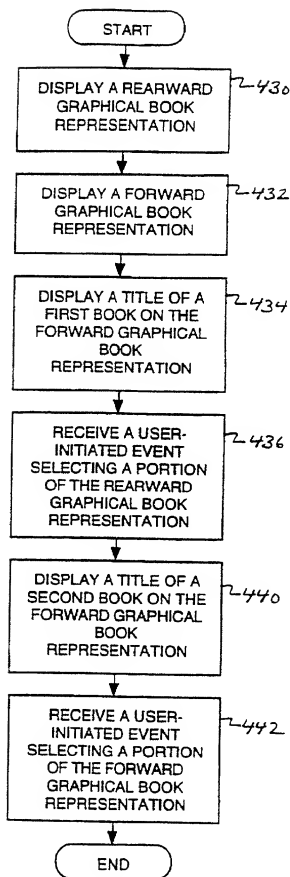 START
DISPLAY A REARWARD
GRAPHICAL BOOK
REPRESENTATION
430
DISPLAY A FORWARD
GRAPHICAL BOOK
REPRESENTATION
432
DISPLAY A TITLE OF A
FIRST BOOK ON THE
FORWARD GRAPHICAL
BOOK
REPRESENTATION
434
RECEIVE A USER-
INITIATED EVENT
SELECTING A PORTION
OF THE REARWARD
GRAPHICAL BOOK
REPRESENTATION
436
DISPLAY A TITLE OF A
SECOND BOOK ON THE
FORWARD GRAPHICAL
BOOK
REPRESENTATION
440
RECEIVE A USER-
INITIATED EVENT
SELECTING A PORTION
OF THE FORWARD
GRAPHICAL BOOK
REPRESENTATION
442
END